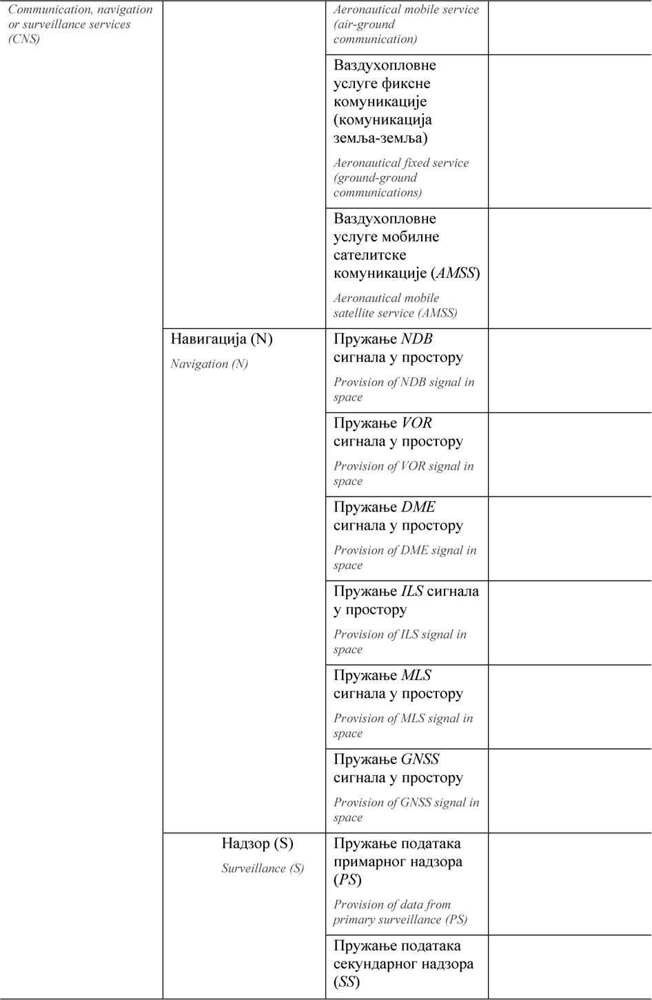 Communication, navigation
or surveillance services
(CNS)
Aeronautical mobile service
(air-ground
communication)
Ваздухопловне
услуге фиксне
комуникације
(комуникација
земља-земља)
Aeronautical fixed service
(ground-ground
communications)
Ваздухопловне
услуге мобилне
сателитске
комуникације (AMSS)
Aeronautical mobile
satellite service (AMSS)
Навигација (N)
Navigation (N)
Пружање NDB
сигнала у простору
Provision of NDB signal in
space
Пружање VOR
сигнала у простору
Provision of VOR signal in
space
Пружање DME
сигнала у простору
Provision of DME signal in
space
Пружање ILS сигнала
у простору
Provision of ILS signal in
space
Пружање MLS
сигнала у простору
Provision of MLS signal in
space
Пружање GNSS
сигнала у простору
Provision of GNSS signal in
space
Надзор (S)
Surveillance (S)
Пружање података
примарног надзора
(PS)
Provision of data from
primary surveillance (PS)
Пружање података
секундарног надзора
(SS)